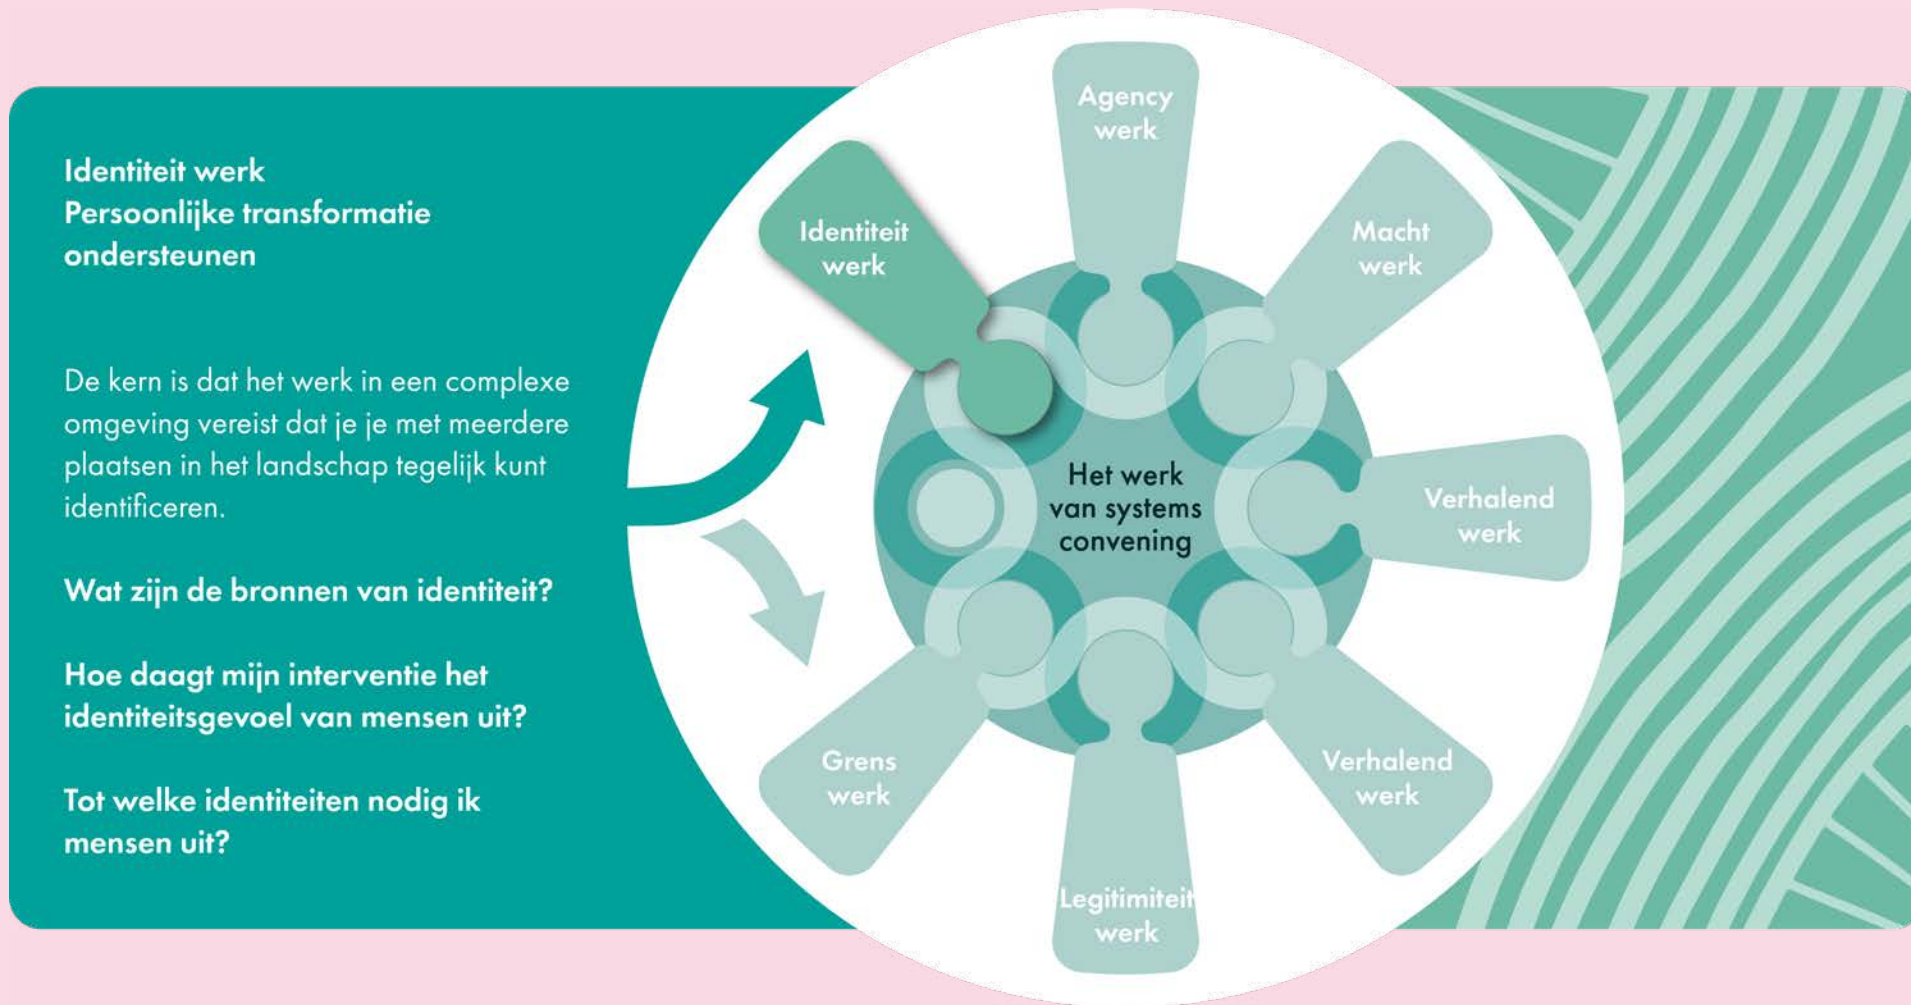 Identiteit werk
Persoonlijke transformatie
ondersteunen
De kern is dat het werk in een complexe
omgeving vereist dat je je met meerdere
plaatsen in het landschap tegelijk kunt
identificeren.
Wat zijn de bronnen van identiteit?
Hoe daagt mijn interventie het
identiteitsgevoel van mensen uit?
Tot welke identiteiten nodig ik
mensen uit?
Agency
werk
Identiteit
werk
Macht
werk
Het werk
van systems
convening
Verhalend
werk
Grens
werk
Verhalend
werk
Legitimiteit
werk